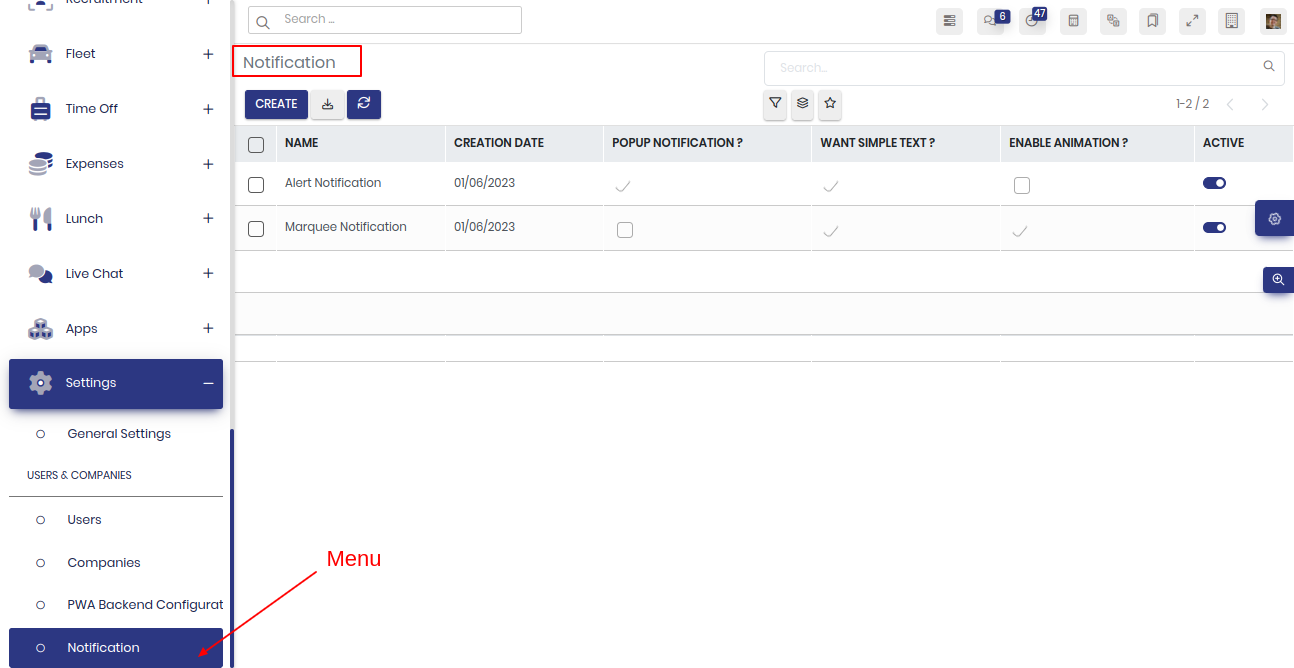 Recruitment
Fleet
Time Off
Expenses
Lunch
Live Chat
Apps
Settings
General Settings
USERS & COMPANIES
Users
Companies
PWA Backend Configurat
Notification
Search ...
6
47
Notification
Search...
CREATE
1-2 / 2
NAME CREATION DATE POPUP NOTIFICATION ? WANT SIMPLE TEXT ? ENABLE ANIMATION ? ACTIVE
Alert Notification 01/06/2023
Marquee Notification 01/06/2023
Menu